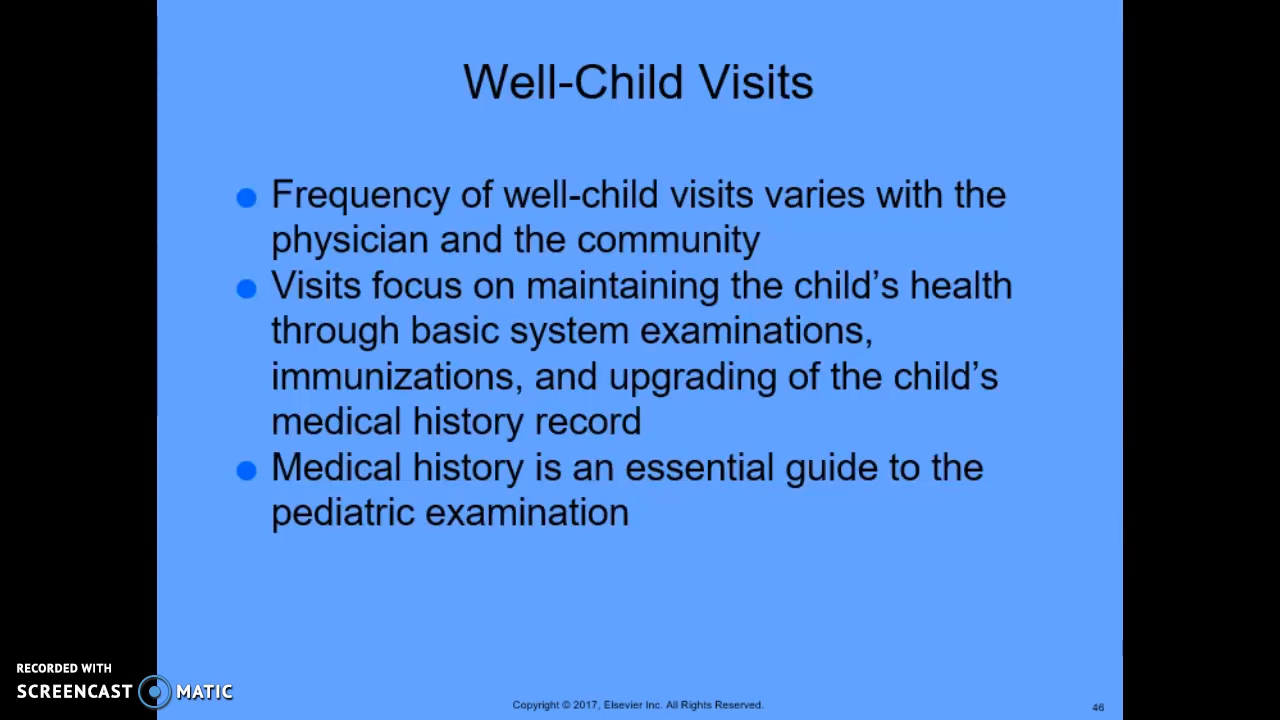 Well-Child Visits
Frequency of well-child visits varies with the
physician and the community
Visits focus on maintaining the child’s health
through basic system examinations,
immunizations, and upgrading of the child’s
medical history record
Medical history is an essential guide to the
pediatric examination
RECORDED WITH
SCREENCAST MATIC
Copyright © 2017, Elsevier Inc. All Rights Reserved.
46